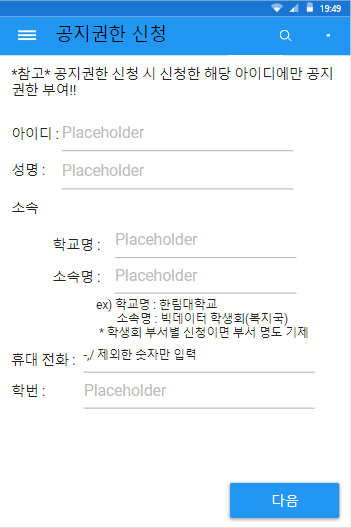 19:49
공지권한 신청
*참고* 공지권한 신청 시 신청한 해당 아이디에만 공지
권한 부여!!
아이디 : Placeholder
성명 : Placeholder
소속
학교명 : Placeholder
소속명 : Placeholder
ex) 학교명 : 한림대학교
소속명 : 빅데이터 학생회(복지국)
* 학생회 부서별 신청이면 부서 명도 기제
휴대 전화 : -,/ 제외한 숫자만 입력
학번 : Placeholder
다음